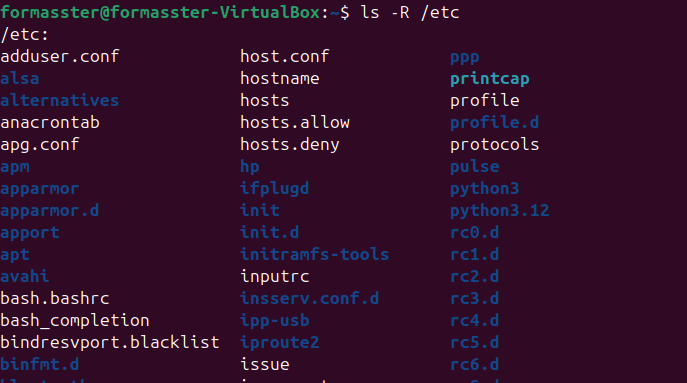 formasster@formasster-VirtualBox:~$ ls -R /etc
/etc:
adduser.conf host.conf ppp
alsa hostname printcap
alternatives hosts profile
anacrontab hosts.allow profile.d
apg.conf hosts.deny protocols
apm hp pulse
apparmor ifplugd python3
apparmor.d init python3.12
apport init.d rc0.d
apt initramfs-tools rc1.d
avahi inputrc rc2.d
bash.bashrc insserv.conf.d rc3.d
bash_completion ipp-usb rc4.d
bindresvport.blacklist iproute2 rc5.d
binfmt.d issue rc6.d